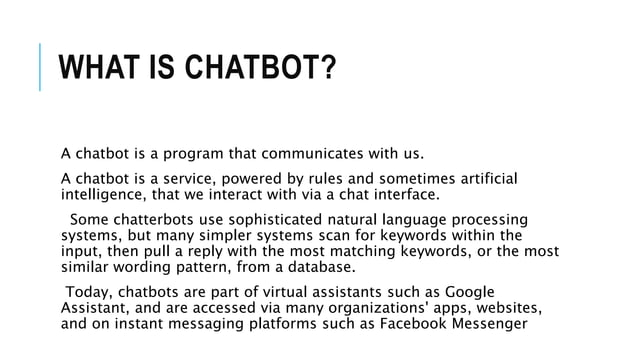 WHAT IS CHATBOT?
A chatbot is a program that communicates with us.
A chatbot is a service, powered by rules and sometimes artificial
intelligence, that we interact with via a chat interface.
Some chatterbots use sophisticated natural language processing
systems, but many simpler systems scan for keywords within the
input, then pull a reply with the most matching keywords, or the most
similar wording pattern, from a database.
Today, chatbots are part of virtual assistants such as Google
Assistant, and are accessed via many organizations' apps, websites,
and on instant messaging platforms such as Facebook Messenger